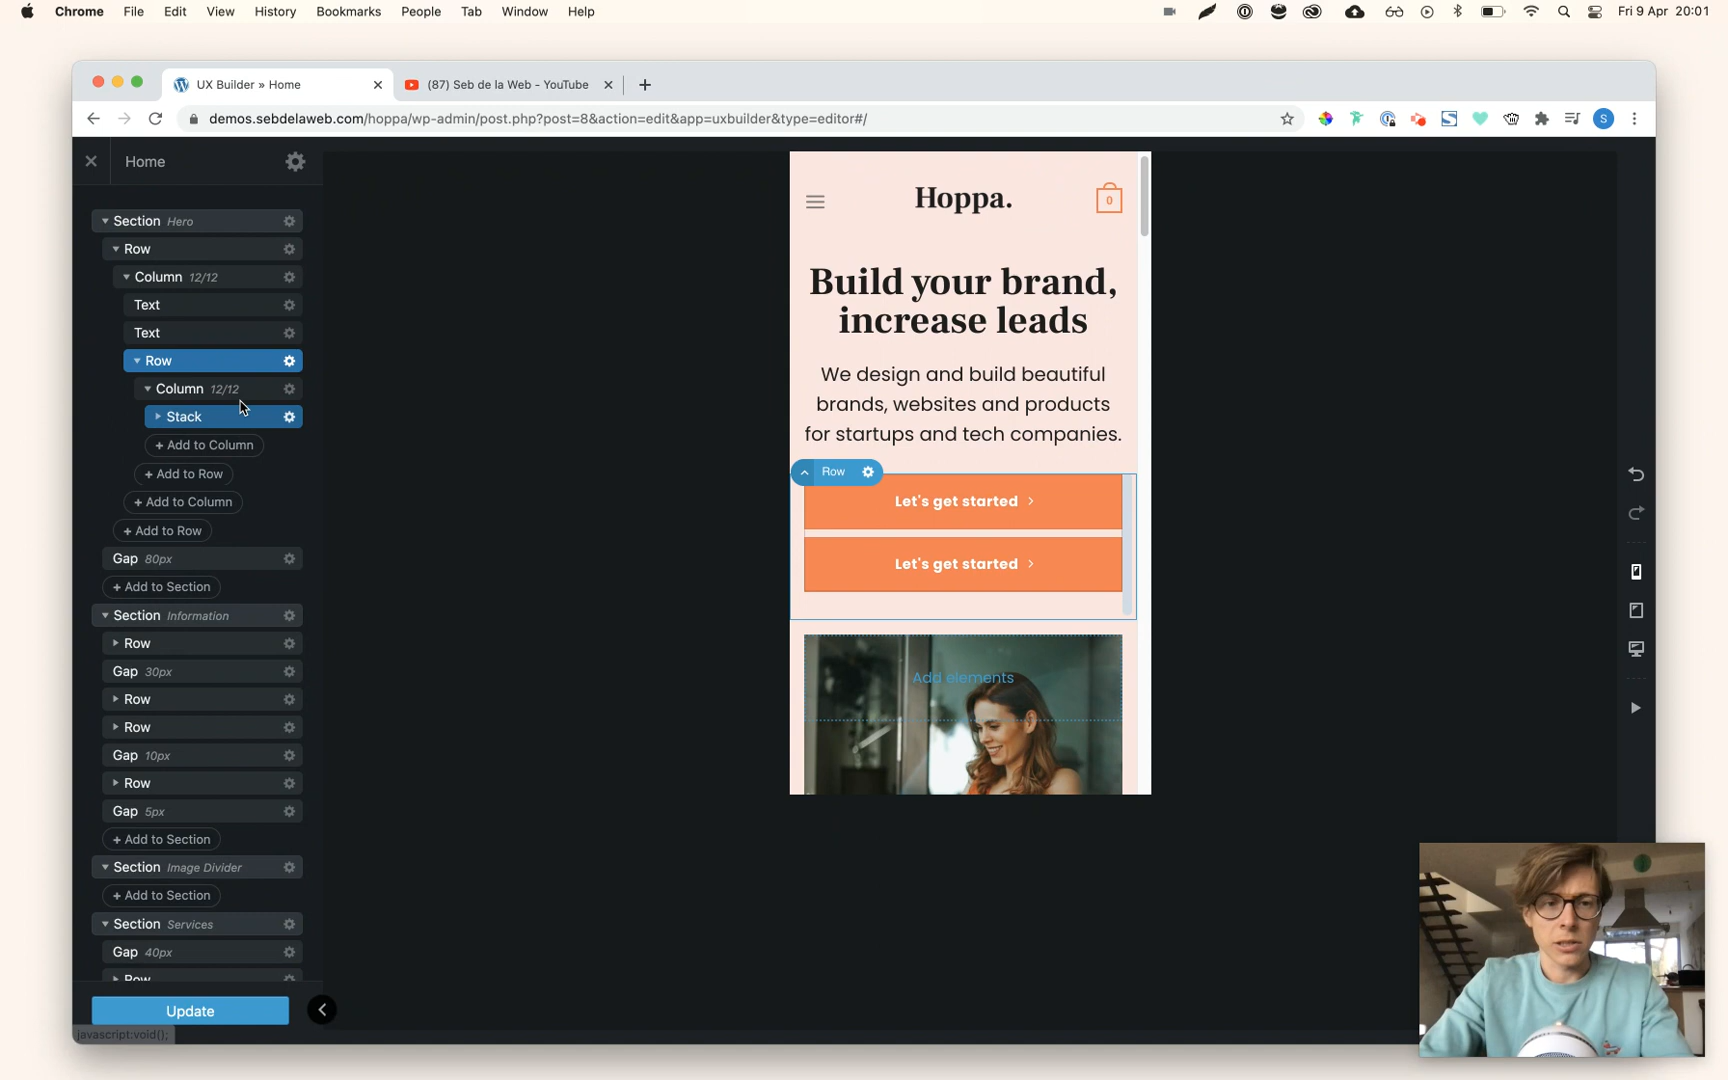 Chrome File Edit View History Bookmarks People Tab Window Help Fri 9 Apr 20:01
UX Builder » Home (87) Seb de la Web - YouTube
demos.sebdelaweb.com/hoppa/wp-admin/post.php?post=8&action=edit&app=uxbuilder&type=editor#/ S
Home
Section Hero
Row
Column 12/12
Text
Text
Row
Column 12/12
Stack
+ Add to Column
+ Add to Row
+ Add to Column
+ Add to Row
Gap 80px
+ Add to Section
Section Information
Row
Gap 30px
Row
Row
Gap 10px
Row
Gap 5px
+ Add to Section
Section Image Divider
+ Add to Section
Section Services
Gap 40px
Row
Update
javascript:void();
Hoppa. 0
Build your brand,
increase leads
We design and build beautiful
brands, websites and products
for startups and tech companies.
Row
Let's get started
Let's get started
Add elements